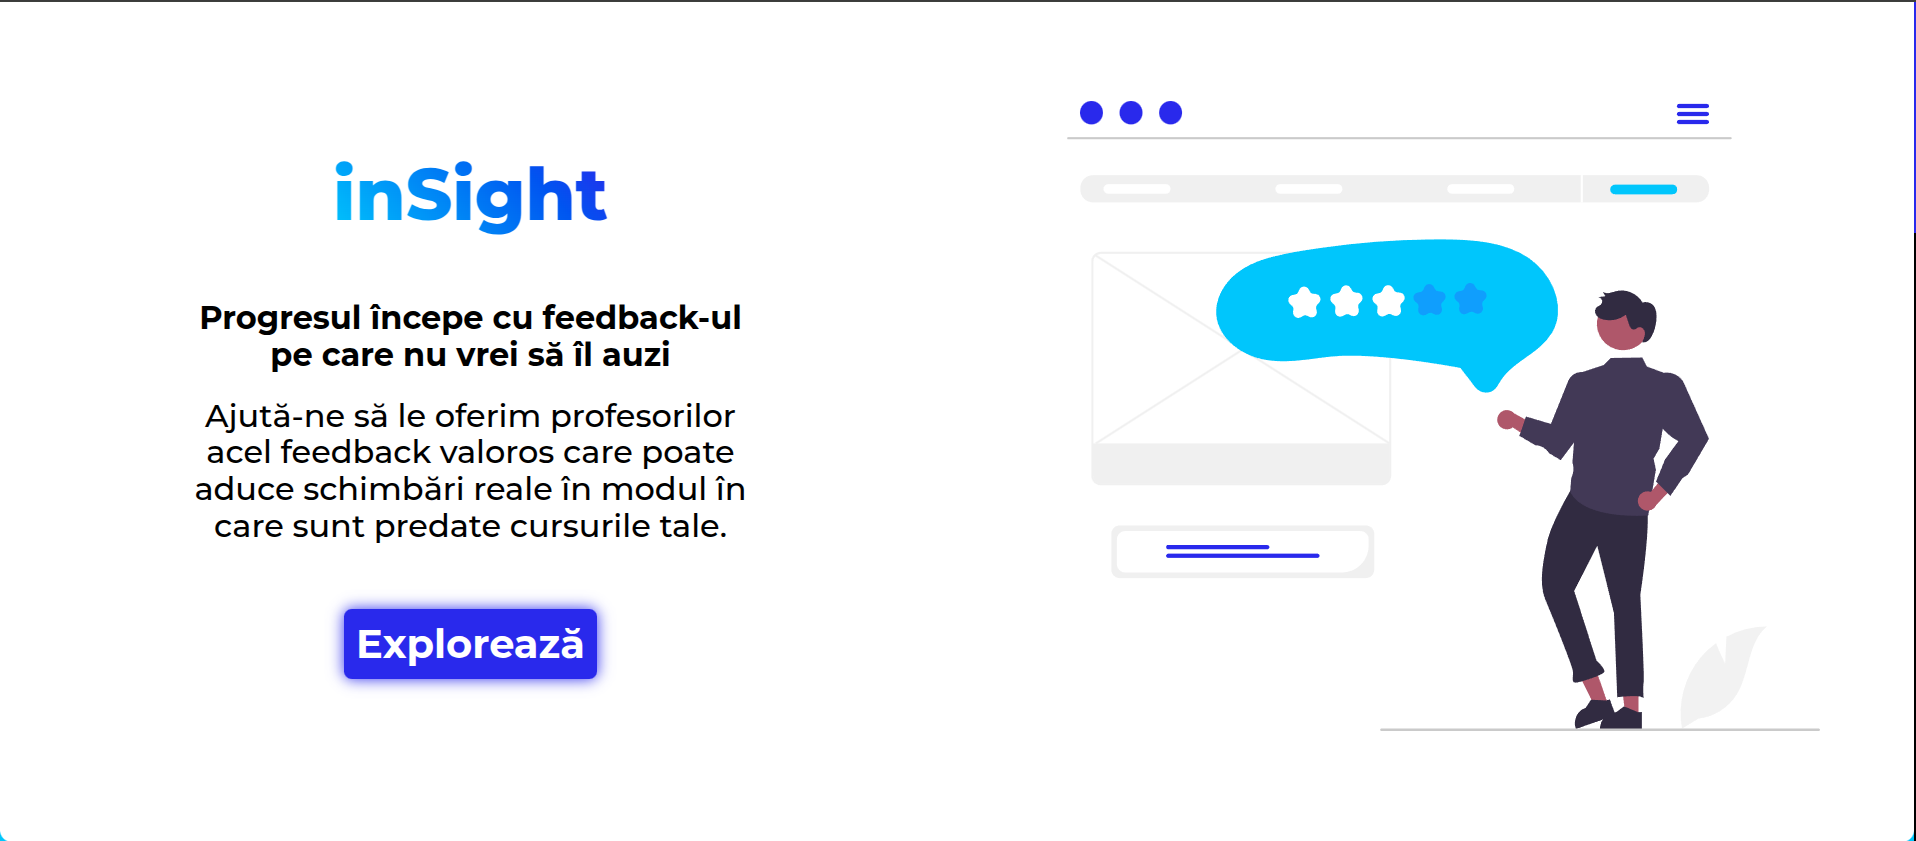 inSight
Progresul începe cu feedback-ul
pe care nu vrei să îl auzi
Ajută-ne să le oferim profesorilor
acel feedback valoros care poate
aduce schimbări reale în modul în
care sunt predate cursurile tale.
Explorează